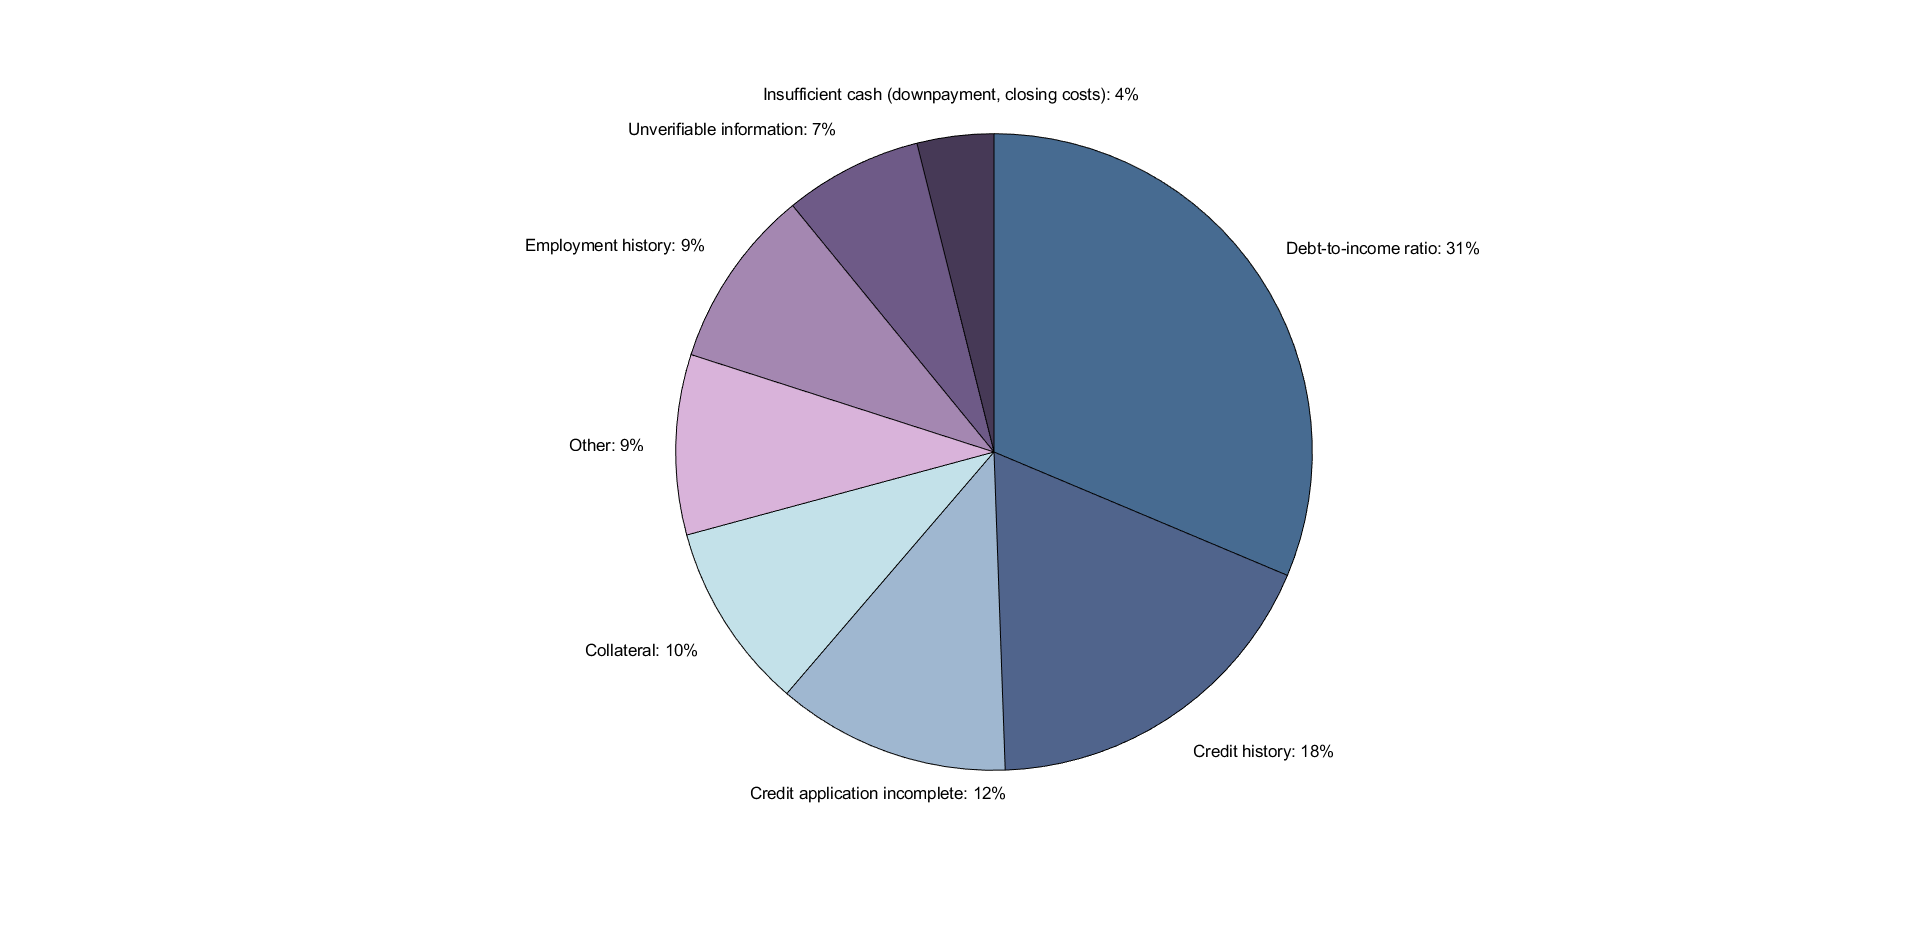 Insufficient cash (downpayment, closing costs): 4%
Unverifiable information: 7%
Employment history: 9%
Debt-to-income ratio: 31%
Other: 9%
Collateral: 10%
Credit history: 18%
Credit application incomplete: 12%